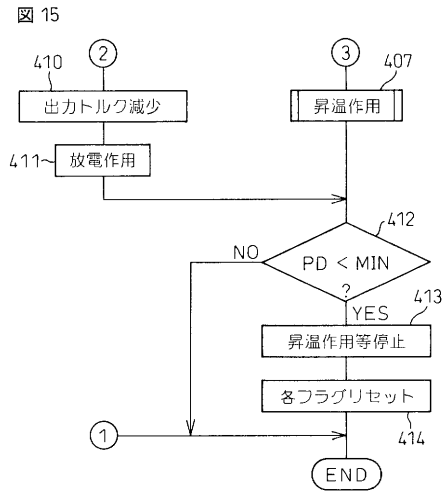 図 15
②
③
410
407
出力トルク減少
昇温作用
411
放電作用
412
NO
PD < MIN
?
YES
413
昇温作用等停止
各フラグリセット
①
414
END